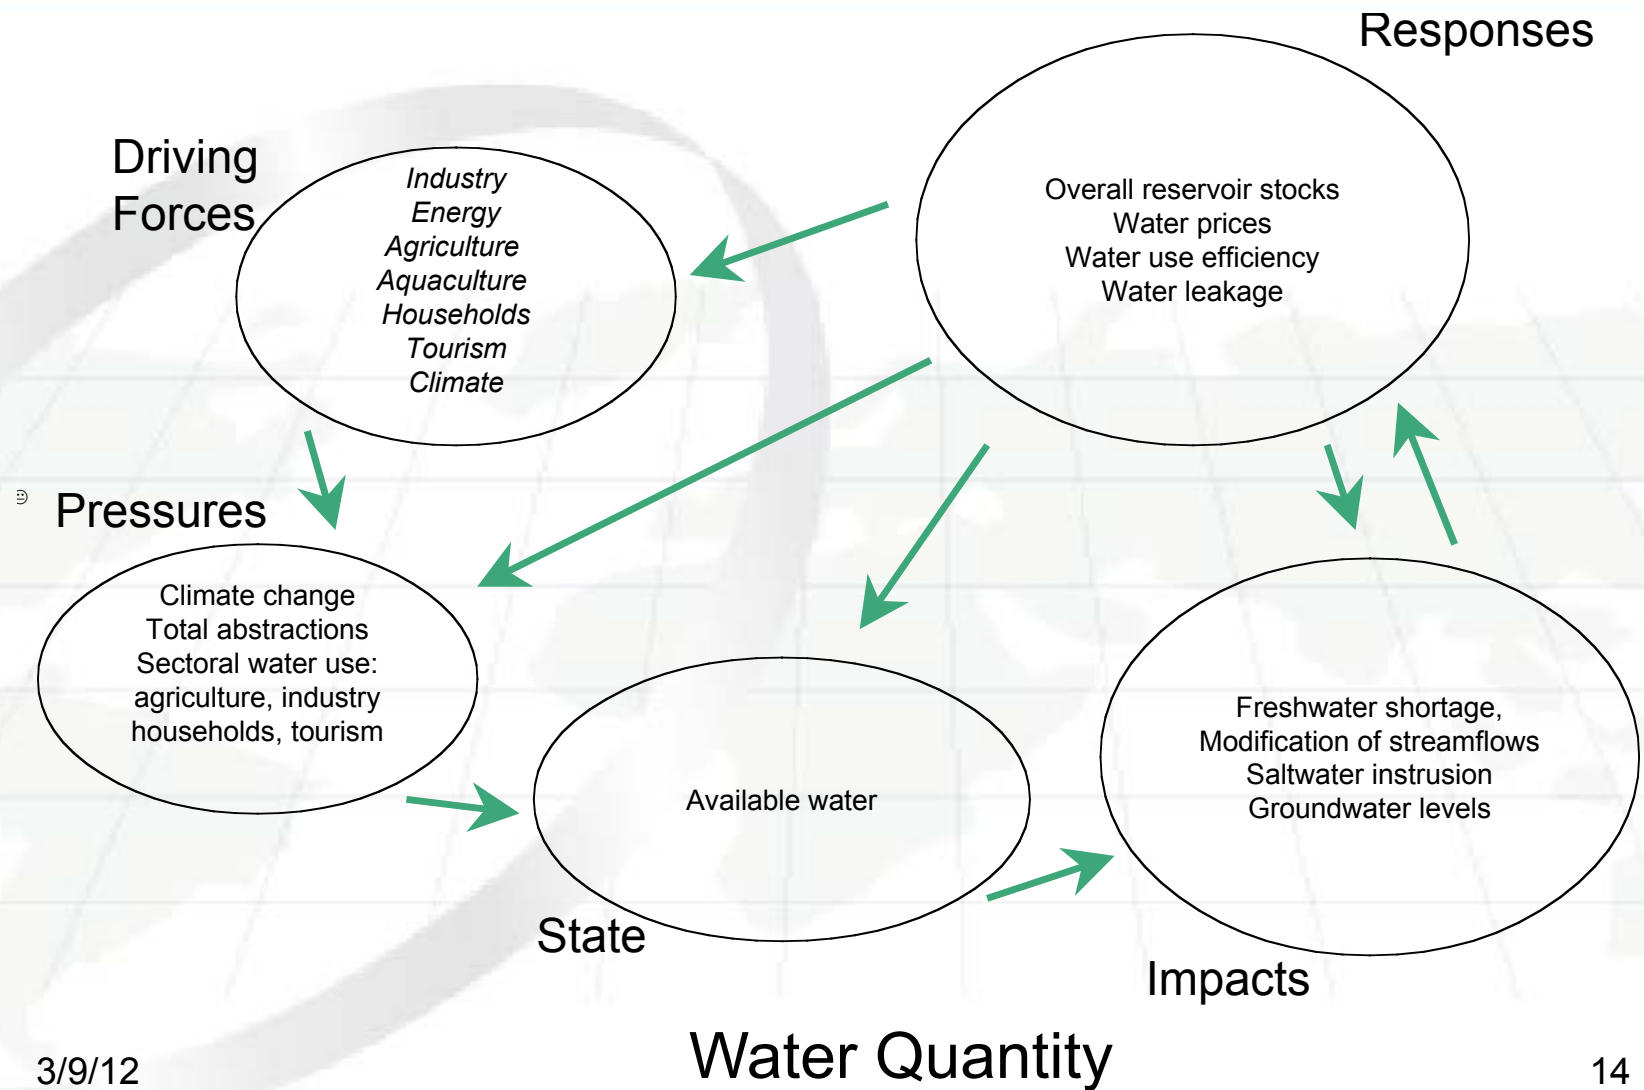 Responses
Driving
Forces
Industry
Energy
Agriculture
Aquaculture
Households
Tourism
Climate
Overall reservoir stocks
Water prices
Water use efficiency
Water leakage
Pressures
Climate change
Total abstractions
Sectoral water use:
agriculture, industry
households, tourism
Available water
State
Freshwater shortage,
Modification of streamflows
Saltwater instrusion
Groundwater levels
Impacts
Water Quantity
3/9/12
14